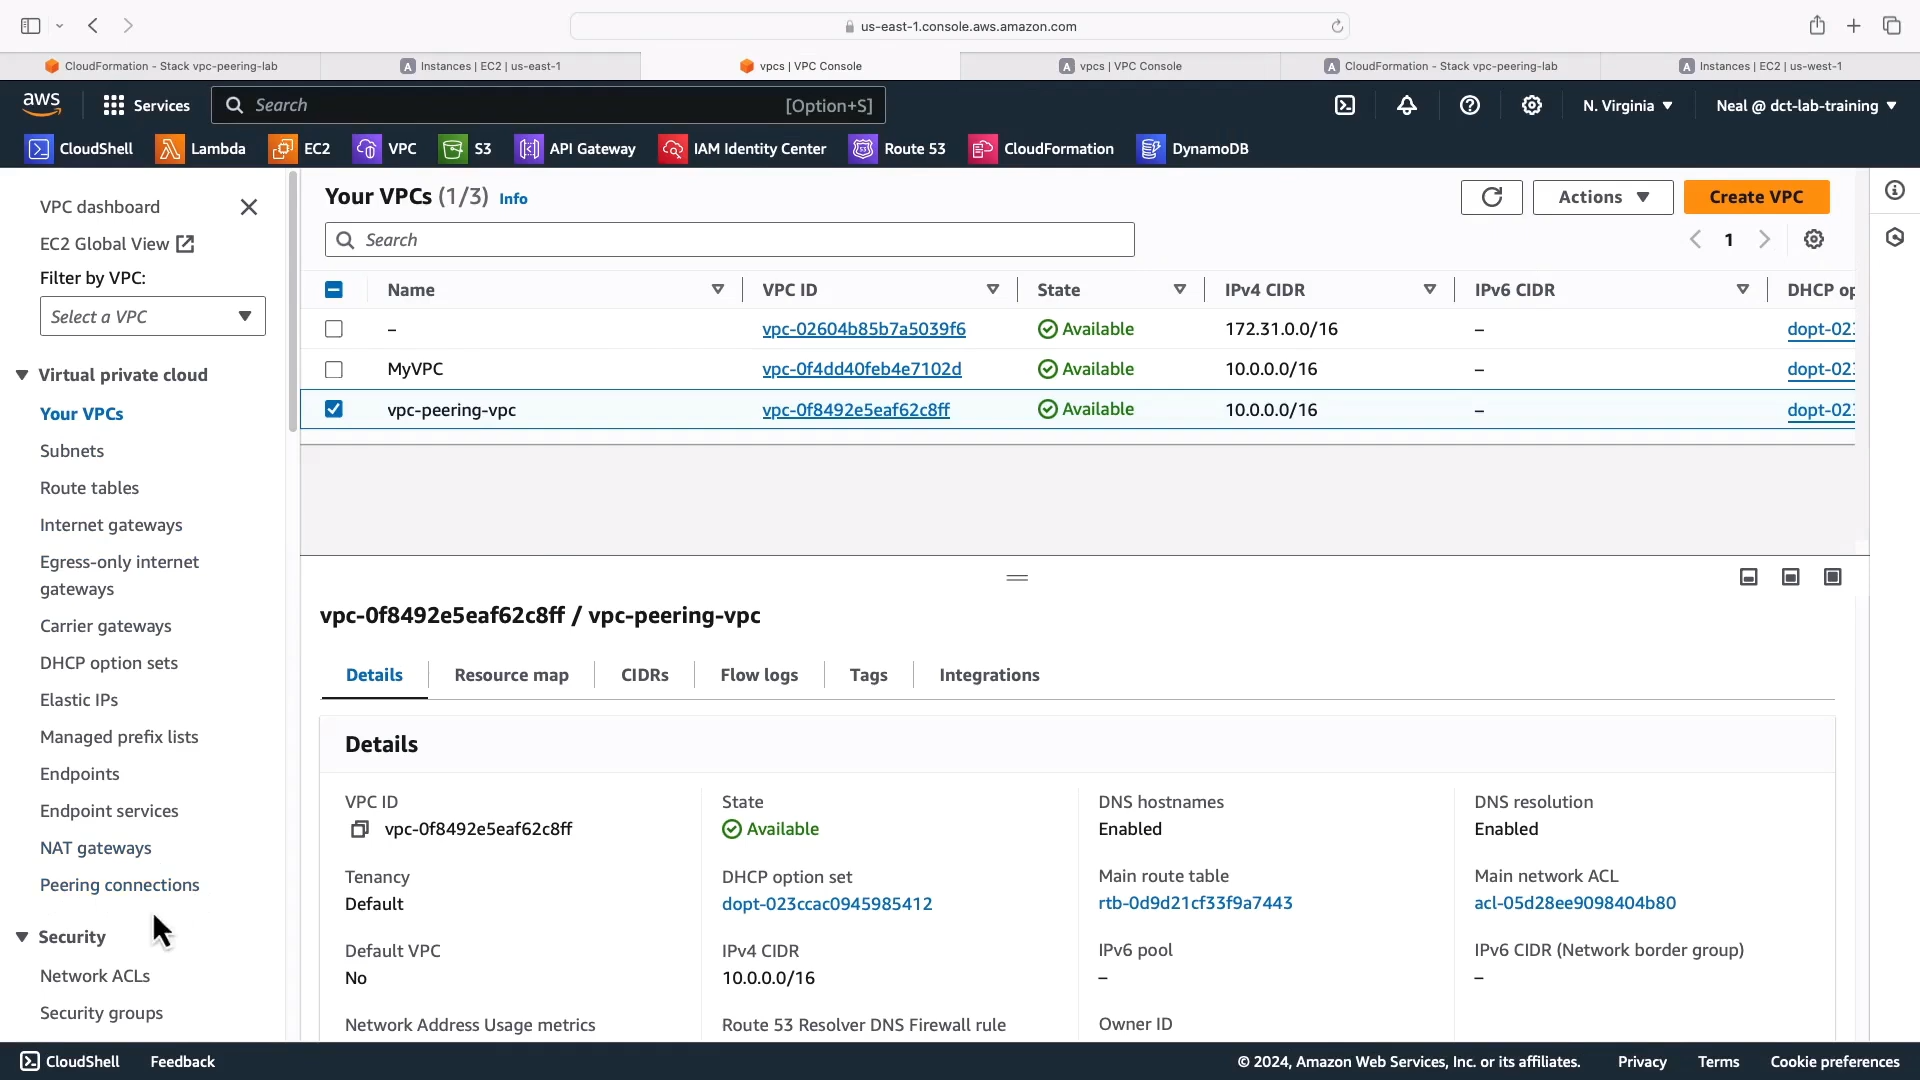 us-east-1.console.aws.amazon.com
CloudFormation - Stack vpc-peering-lab
Instances | EC2 | us-east-1
vpcs | VPC Console
vpcs | VPC Console
CloudFormation - Stack vpc-peering-lab
Instances | EC2 | us-west-1
aws
Services
Search
[Option+S]
N. Virginia
Neal @ dct-lab-training
CloudShell
Lambda
EC2
VPC
S3
API Gateway
IAM Identity Center
Route 53
CloudFormation
DynamoDB
VPC dashboard
EC2 Global View
Filter by VPC:
Select a VPC
Virtual private cloud
Your VPCs
Subnets
Route tables
Internet gateways
Egress-only internet
gateways
Carrier gateways
DHCP option sets
Elastic IPs
Managed prefix lists
Endpoints
Endpoint services
NAT gateways
Peering connections
Security
Network ACLs
Security groups
Your VPCs (1/3) Info
Actions
Create VPC
Search
1
Name VPC ID State IPv4 CIDR IPv6 CIDR DHCP op
– vpc-02604b85b7a5039f6 Available 172.31.0.0/16 – dopt-023
MyVPC vpc-0f4dd40feb4e7102d Available 10.0.0.0/16 – dopt-023
vpc-peering-vpc vpc-0f8492e5eaf62c8ff Available 10.0.0.0/16 – dopt-023
vpc-0f8492e5eaf62c8ff / vpc-peering-vpc
Details Resource map CIDRs Flow logs Tags Integrations
Details
VPC ID
vpc-0f8492e5eaf62c8ff
State
Available
DNS hostnames
Enabled
DNS resolution
Enabled
Tenancy
Default
DHCP option set
dopt-023ccac0945985412
Main route table
rtb-0d9d21cf33f9a7443
Main network ACL
acl-05d28ee9098404b80
Default VPC
No
IPv4 CIDR
10.0.0.0/16
IPv6 pool
–
IPv6 CIDR (Network border group)
–
Network Address Usage metrics
Route 53 Resolver DNS Firewall rule
Owner ID
CloudShell
Feedback
© 2024, Amazon Web Services, Inc. or its affiliates.
Privacy
Terms
Cookie preferences